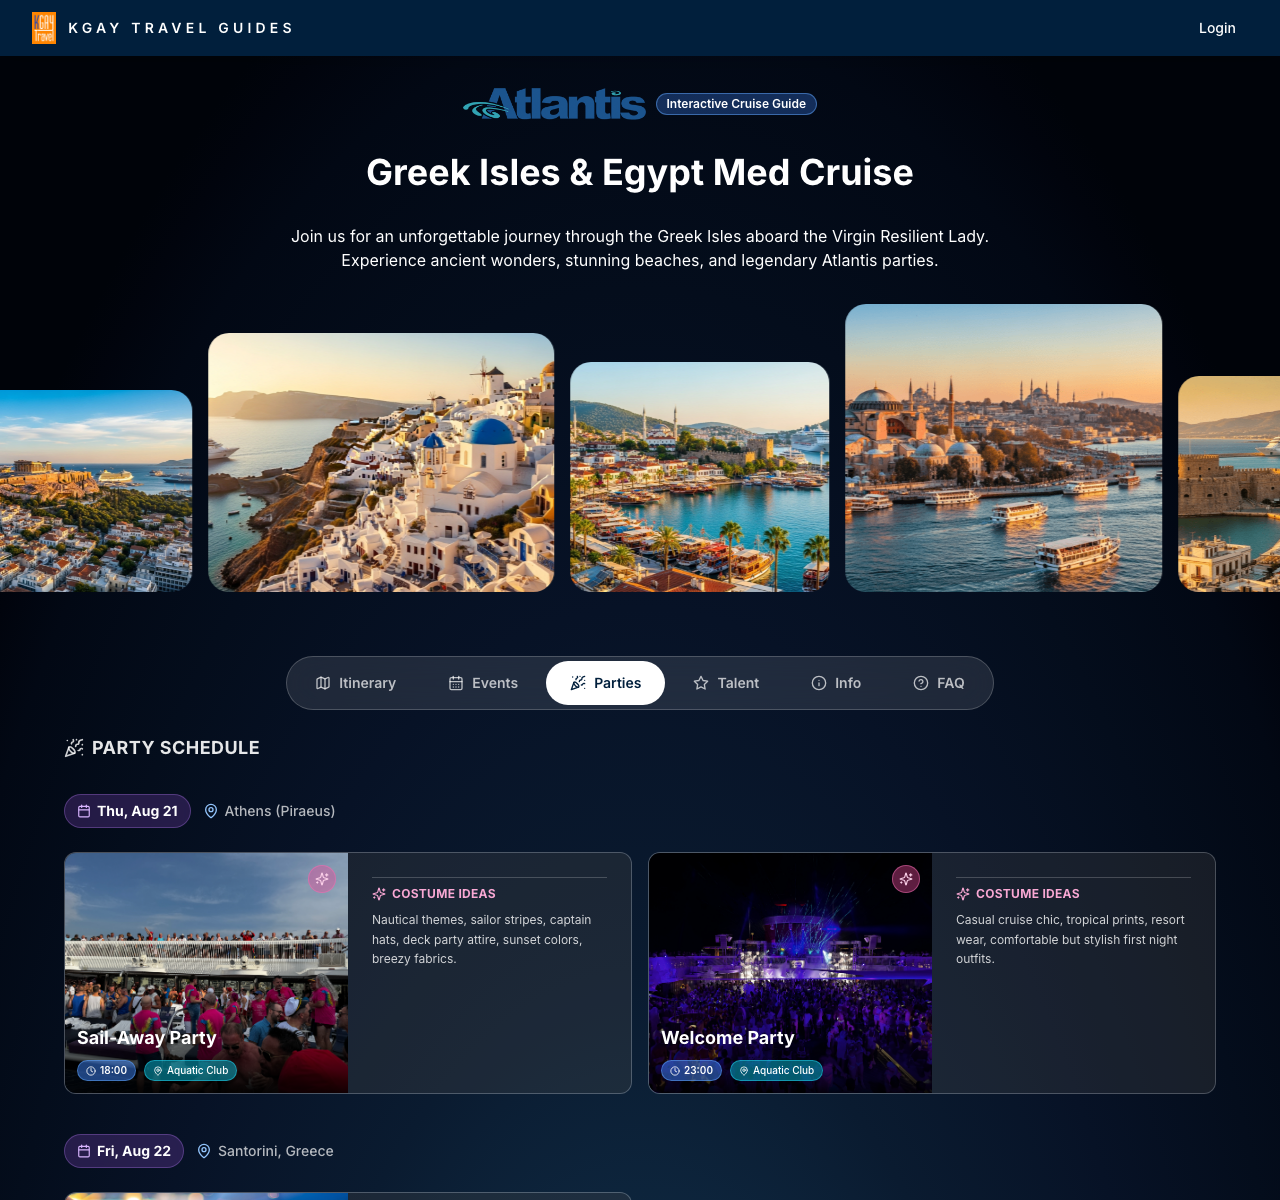 GAY
travel
KGAY TRAVEL GUIDES
Login
Atlantis
Interactive Cruise Guide
Greek Isles & Egypt Med Cruise
Join us for an unforgettable journey through the Greek Isles aboard the Virgin Resilient Lady.
Experience ancient wonders, stunning beaches, and legendary Atlantis parties.
Itinerary
Events
Parties
Talent
Info
FAQ
PARTY SCHEDULE
Thu, Aug 21
Athens (Piraeus)
Sail-Away Party
18:00
Aquatic Club
COSTUME IDEAS
Nautical themes, sailor stripes, captain
hats, deck party attire, sunset colors,
breezy fabrics.
Welcome Party
23:00
Aquatic Club
COSTUME IDEAS
Casual cruise chic, tropical prints, resort
wear, comfortable but stylish first night
outfits.
Fri, Aug 22
Santorini, Greece